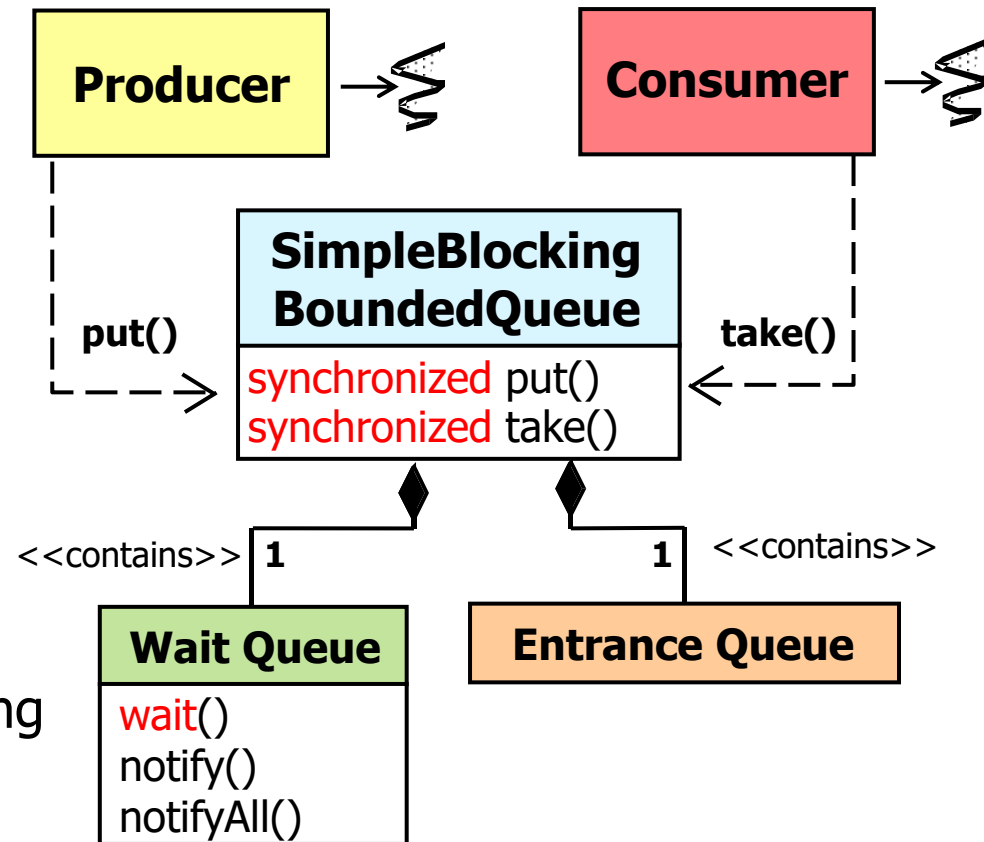 Producer
Consumer
SimpleBlocking
BoundedQueue
put()
take()
synchronized put()
synchronized take()
<<contains>>
1
1
<<contains>>
Wait Queue
Entrance Queue
ng
wait()
notify()
notifyAll()